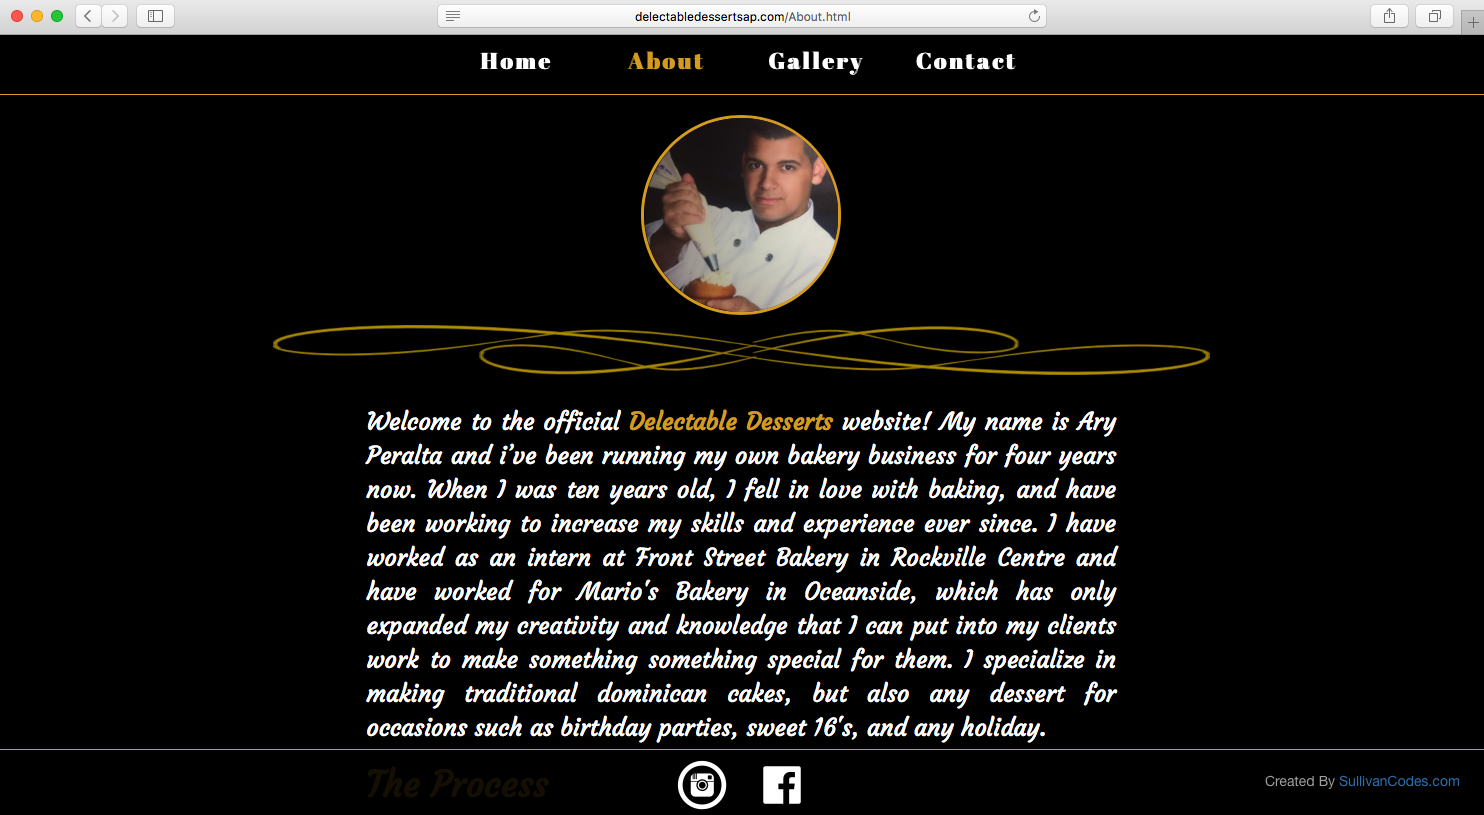 delectabledessertsap.com/About.html
Home About Gallery Contact
Welcome to the official Delectable Desserts website! My name is Ary
Peralta and i’ve been running my own bakery business for four years
now. When I was ten years old, I fell in love with baking, and have
been working to increase my skills and experience ever since. I have
worked as an intern at Front Street Bakery in Rockville Centre and
have worked for Mario's Bakery in Oceanside, which has only
expanded my creativity and knowledge that I can put into my clients
work to make something something special for them. I specialize in
making traditional dominican cakes, but also any dessert for
occasions such as birthday parties, sweet 16's, and any holiday.
The Process
Created By SullivanCodes.com